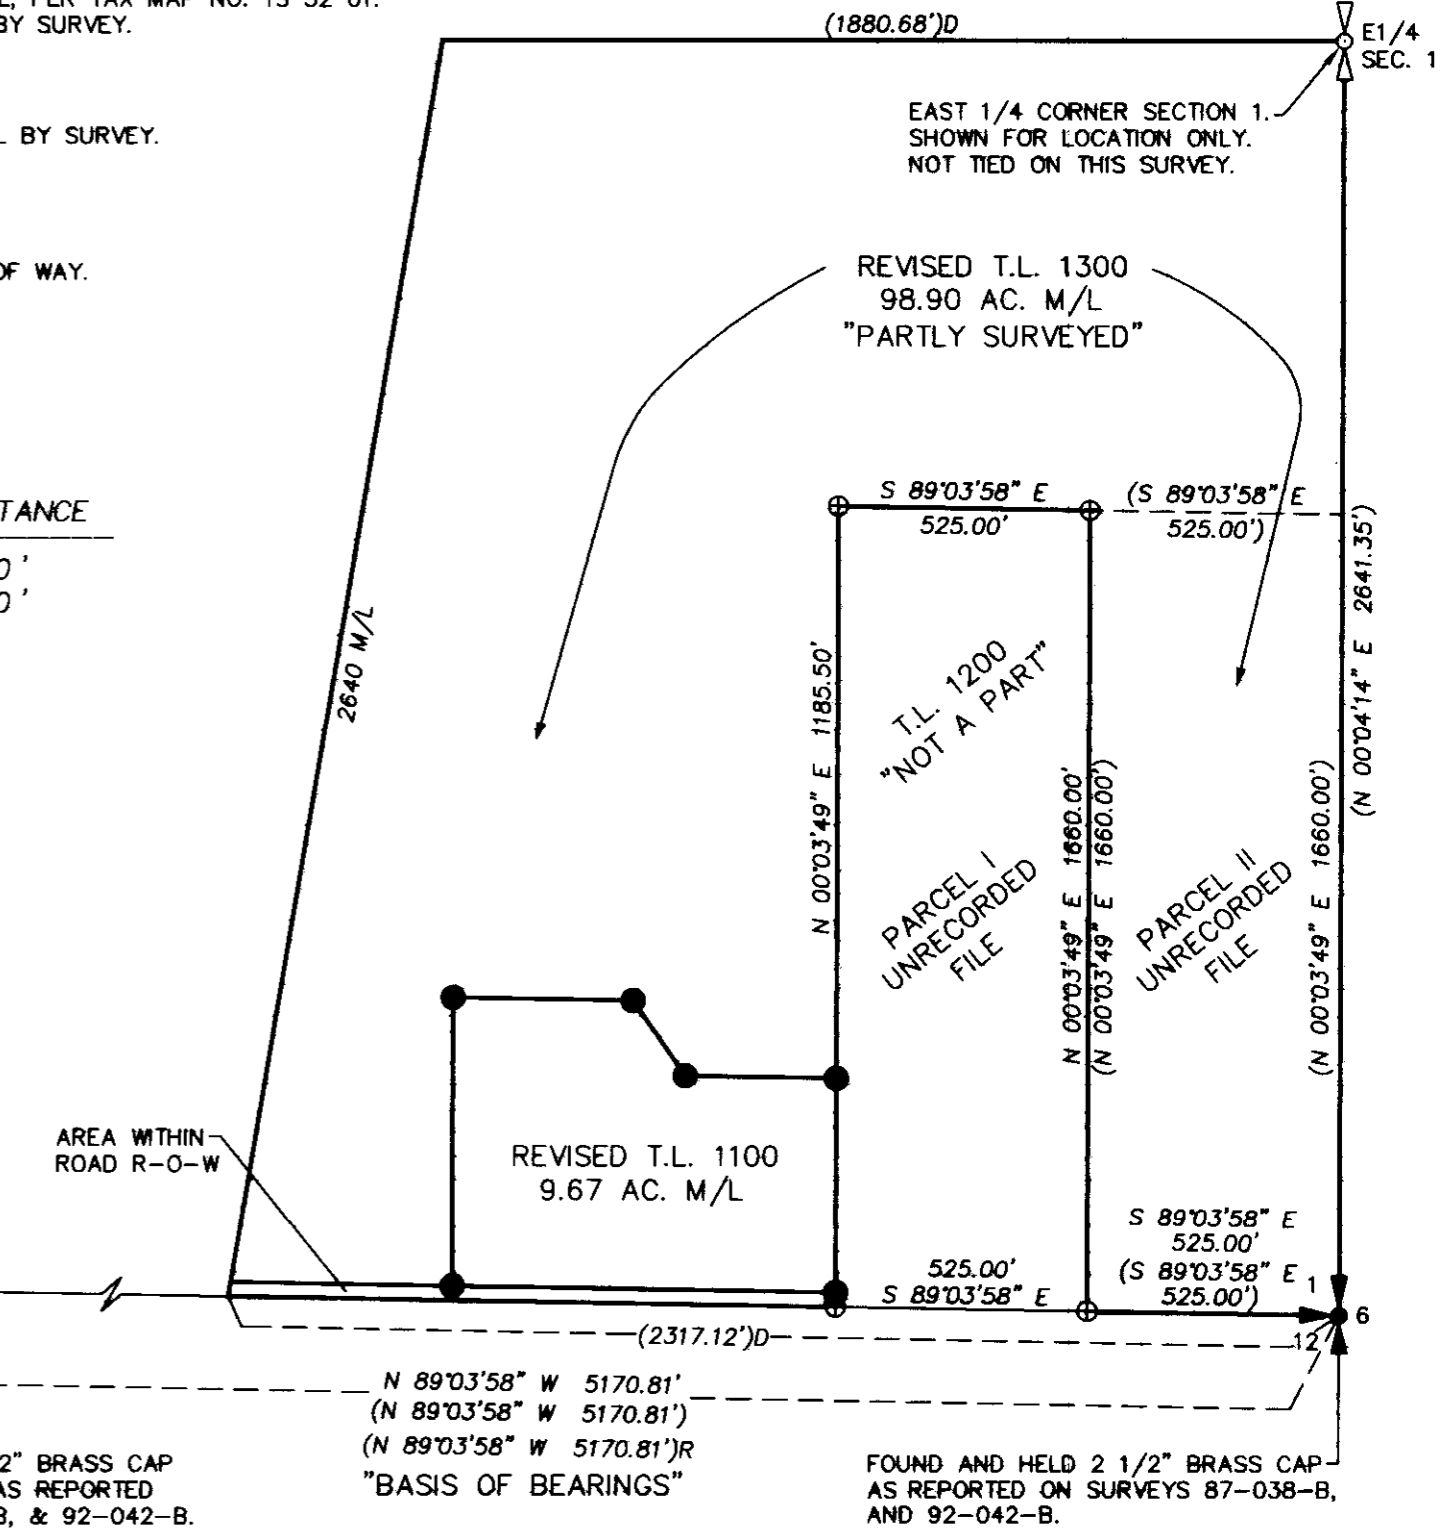 PER TAX MAP NO. 13 32 01.
BY SURVEY.
(1880.68')D
E1/4
SEC. 1
EAST 1/4 CORNER SECTION 1.
SHOWN FOR LOCATION ONLY.
NOT TIED ON THIS SURVEY.
BY SURVEY.
OF WAY.
REVISED T.L. 1300
98.90 AC. M/L
"PARTLY SURVEYED"
TANCE
0'
0'
S 89°03'58" E
525.00'
(S 89°03'58" E
525.00')
2640 M/L
N 00°03'49" E 1185.50'
T.L. 1200
"NOT A PART"
(N 00°04'14" E 2641.35')
PARCEL I
UNRECORDED
FILE
N 00°03'49" E 1660.00'
(N 00°03'49" E 1660.00')
PARCEL II
UNRECORDED
FILE
(N 00°03'49" E 1660.00')
AREA WITHIN
ROAD R-O-W
REVISED T.L. 1100
9.67 AC. M/L
525.00'
S 89°03'58" E
S 89°03'58" E
525.00'
(S 89°03'58" E
525.00')
1
6
12
(2317.12')D
N 89°03'58" W 5170.81'
(N 89°03'58" W 5170.81')
(N 89°03'58" W 5170.81')R
"BASIS OF BEARINGS"
2" BRASS CAP
AS REPORTED
B, & 92-042-B.
FOUND AND HELD 2 1/2" BRASS CAP
AS REPORTED ON SURVEYS 87-038-B,
AND 92-042-B.